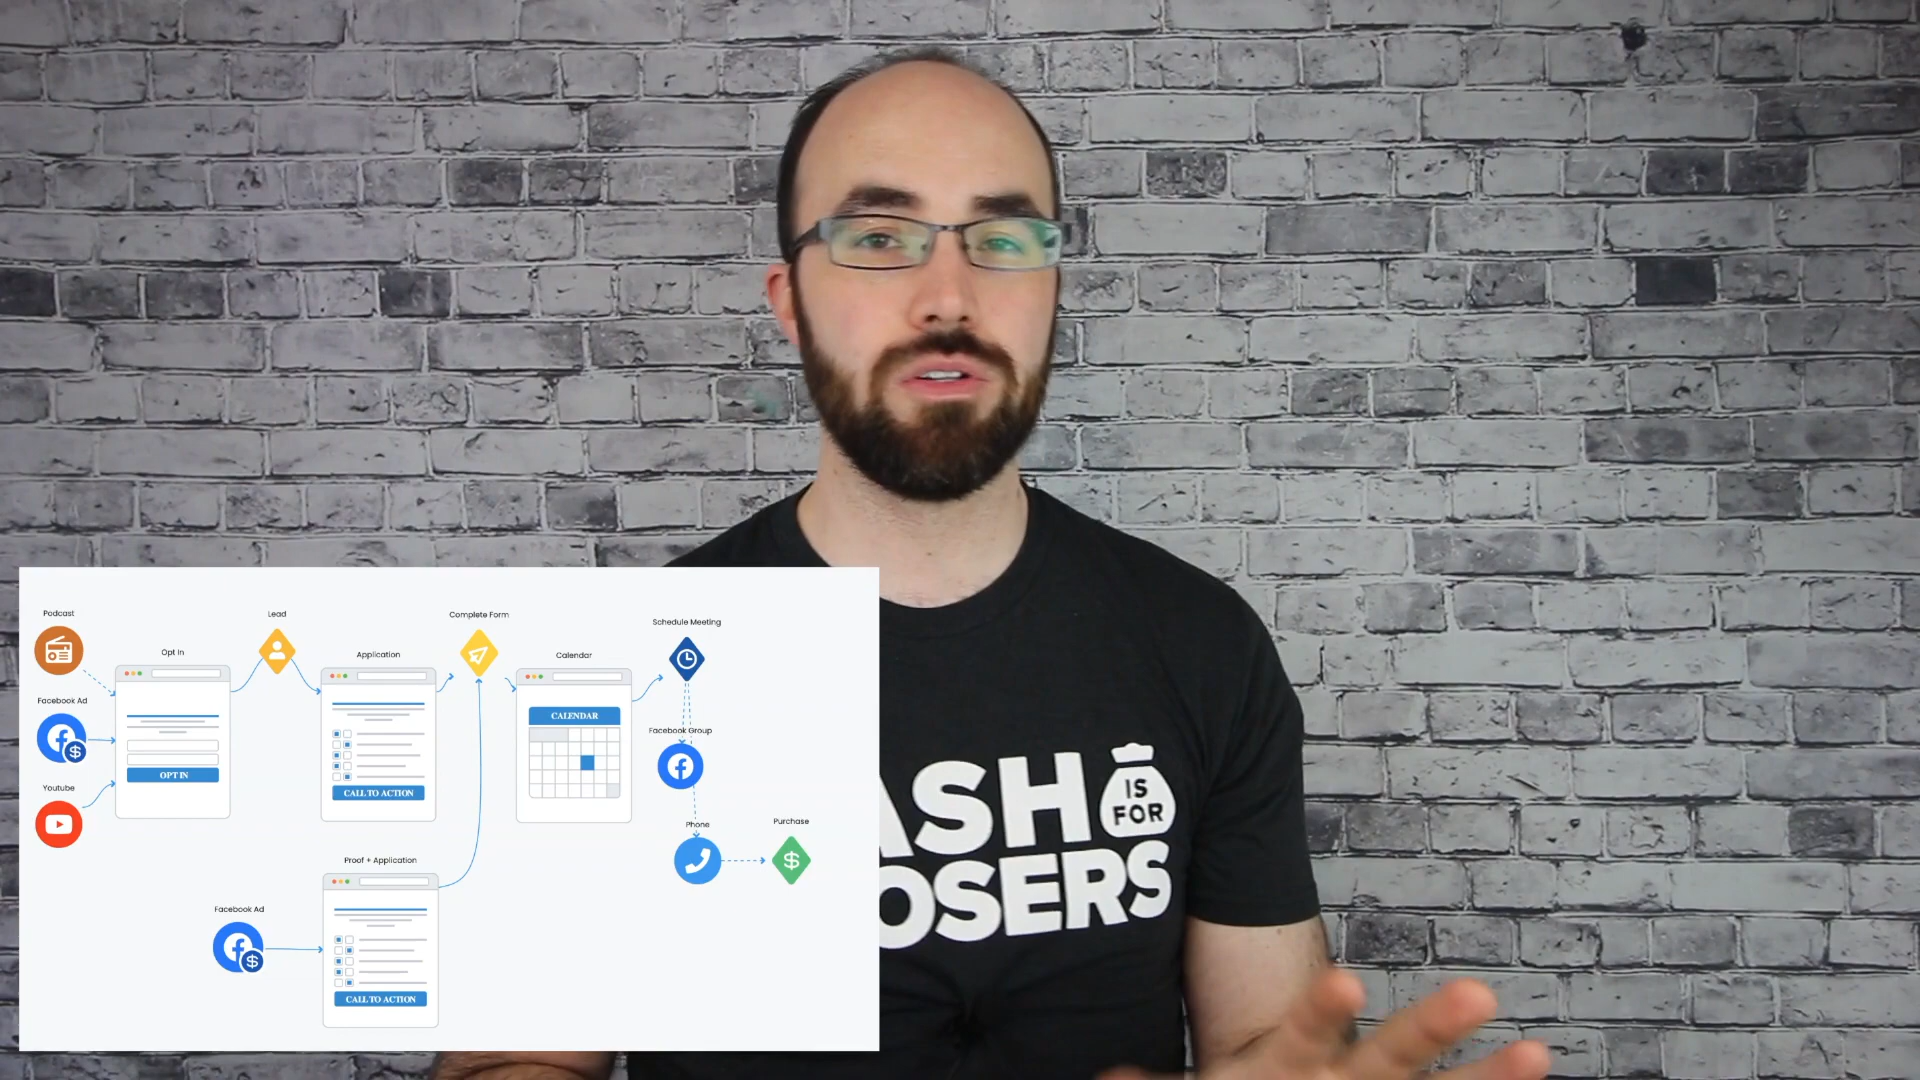 Podcast
Lead
Complete Form
Schedule Meeting
Opt In
Application
Calendar
Facebook Ad
CALENDAR
Facebook Group
OPT IN
Youtube
CALL TO ACTION
Phone
Purchase
Proof + Application
Facebook Ad
CALL TO ACTION
ASH IS FOR
OSERS